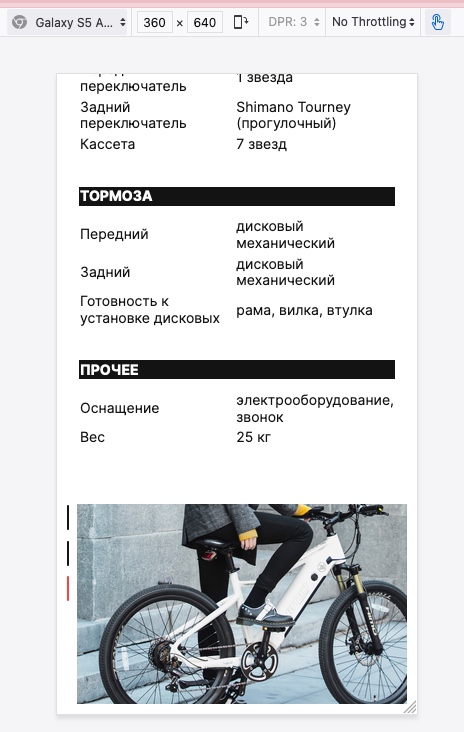 Galaxy S5 A...
360 × 640
DPR: 3
No Throttling
1 звезда
переключатель
Задний
переключатель
Shimano Tourney
(прогулочный)
Кассета
7 звезд
ТОРМОЗА
Передний
дисковый
механический
Задний
дисковый
механический
Готовность к
установке дисковых
рама, вилка, втулка
ПРОЧЕЕ
Оснащение
электрооборудование,
звонок
Вес
25 кг